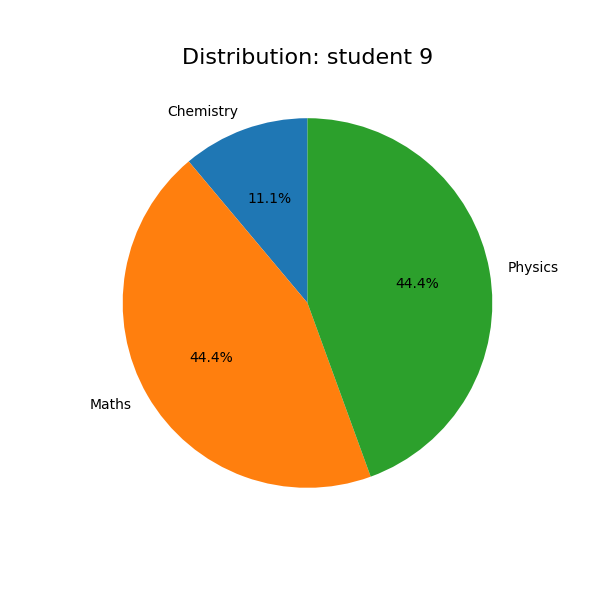 Distribution: student 9
Chemistry
11.1%
Physics
44.4%
44.4%
Maths